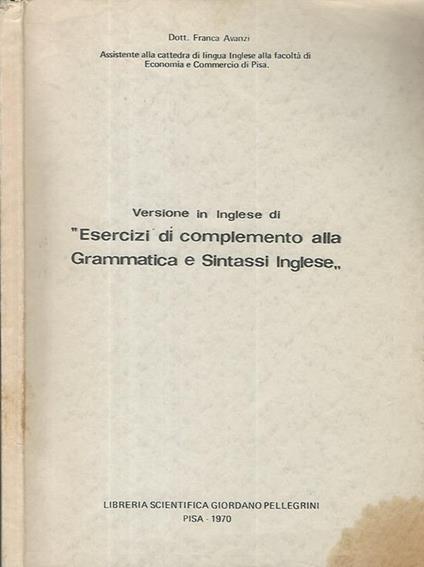 Dott. Franca Avanzi
Assistente alla cattedra di lingua Inglese alla facoltà di
Economia e Commercio di Pisa.
Versione in Inglese di
"Esercizi di complemento alla
Grammatica e Sintassi Inglese„
LIBRERIA SCIENTIFICA GIORDANO PELLEGRINI
PISA - 1970